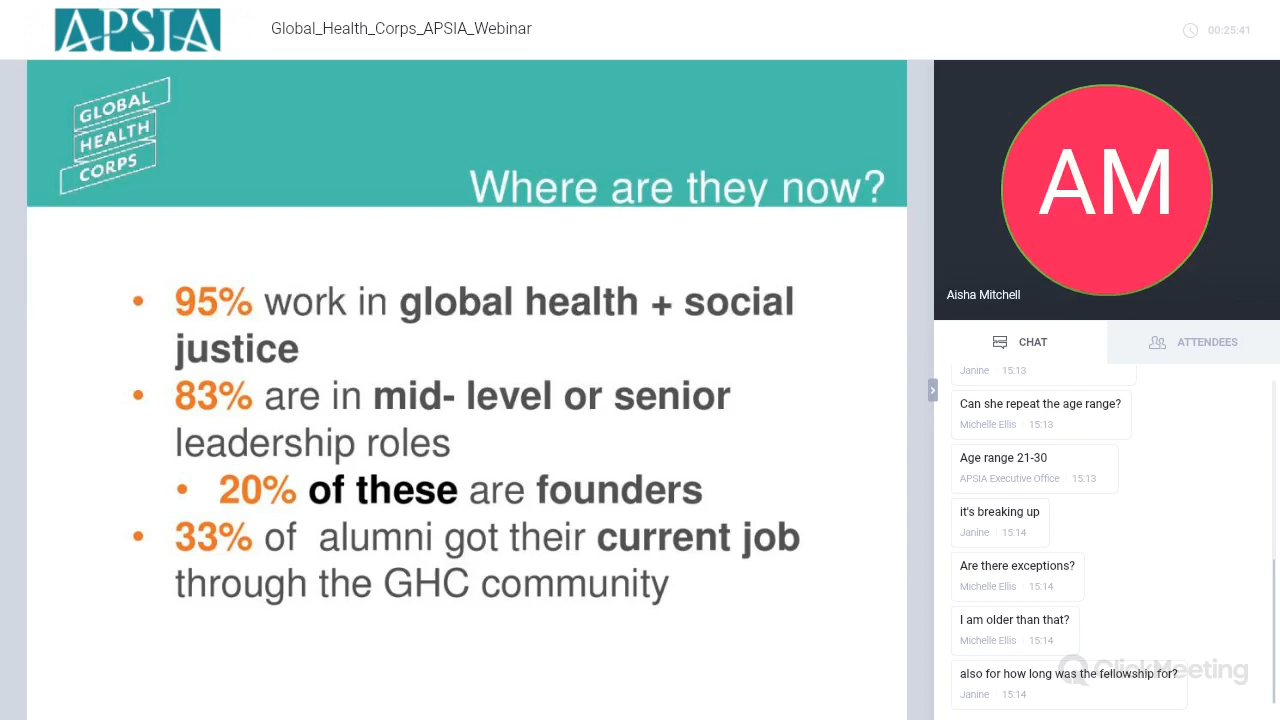 APSIA
Global_Health_Corps_APSIA_Webinar
00:25:41
GLOBAL
HEALTH
CORPS
Where are they now?
• 95% work in global health + social
justice
• 83% are in mid- level or senior
leadership roles
• 20% of these are founders
• 33% of  alumni got their current job
through the GHC community
AM
Aisha Mitchell
CHAT
ATTENDEES
Janine · 15:13
Can she repeat the age range?
Michelle Ellis · 15:13
Age range 21-30
APSIA Executive Office · 15:13
it's breaking up
Janine · 15:14
Are there exceptions?
Michelle Ellis · 15:14
I am older than that?
Michelle Ellis · 15:14
ClickMeeting
also for how long was the fellowship for?
Janine · 15:14